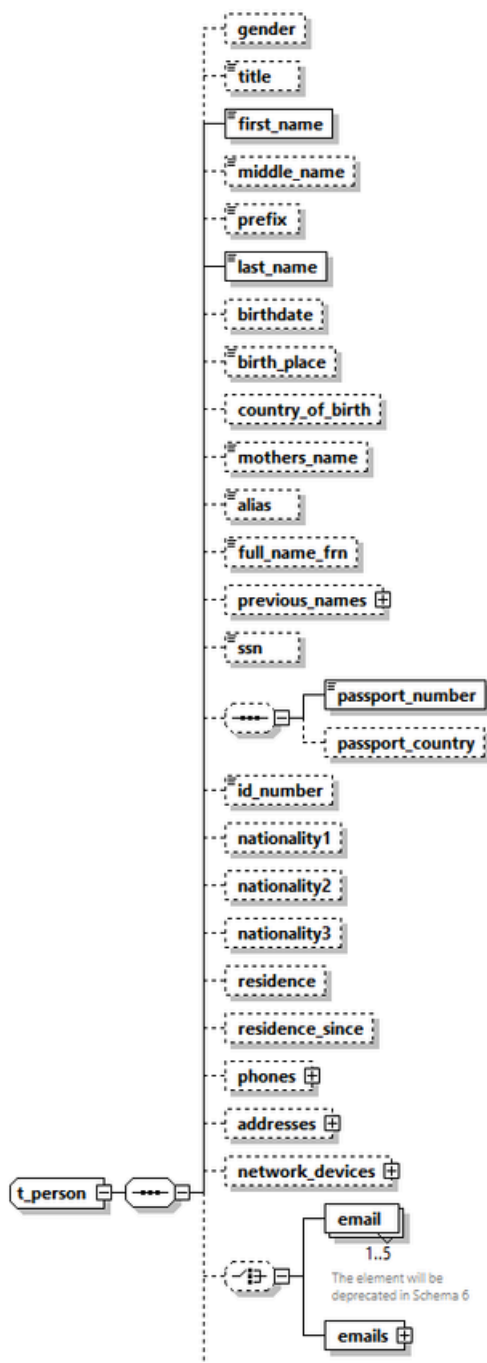 gender
title
first_name
middle_name
prefix
last_name
birthdate
birth_place
country_of_birth
mothers_name
alias
full_name_frn
previous_names
ssn
passport_number
passport_country
id_number
nationality1
nationality2
nationality3
residence
residence_since
phones
addresses
network_devices
t_person
email
1..5
The element will be
deprecated in Schema 6
emails